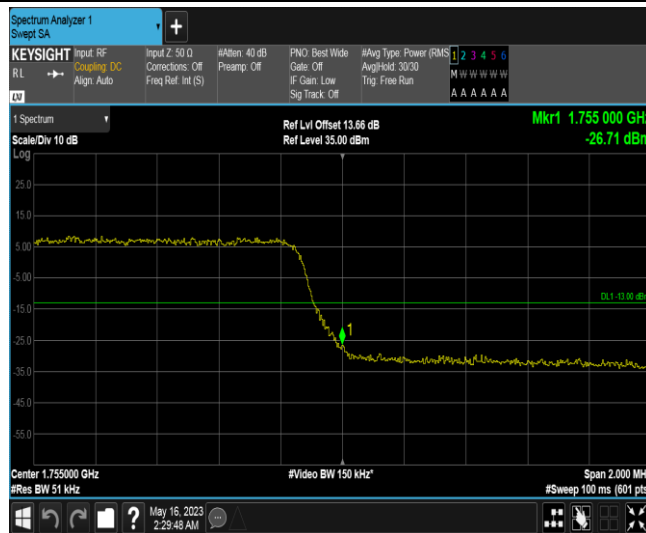 Spectrum Analyzer 1
Swept SA
+
KEYSIGHT
RL
LXI
Input: RF
Coupling: DC
Align: Auto
Input Z: 50 Ω
Corrections: Off
Freq Ref: Int (S)
#Atten: 40 dB
Preamp: Off
PNO: Best Wide
Gate: Off
IF Gain: Low
Sig Track: Off
#Avg Type: Power (RMS
Avg|Hold: 30/30
Trig: Free Run
1 2 3 4 5 6
M W W W W W
A A A A A A
1 Spectrum
Scale/Div 10 dB
Log
Ref Lvl Offset 13.66 dB
Ref Level 35.00 dBm
Mkr1 1.755 000 GHz
-26.71 dBm
25.0
15.0
5.00
-5.00
DL1 -13.00 dBm
-15.0
1
-25.0
-35.0
-45.0
-55.0
Center 1.755000 GHz
#Res BW 51 kHz
#Video BW 150 kHz*
Span 2.000 MH
#Sweep 100 ms (601 pts
May 16, 2023
2:29:48 AM
?